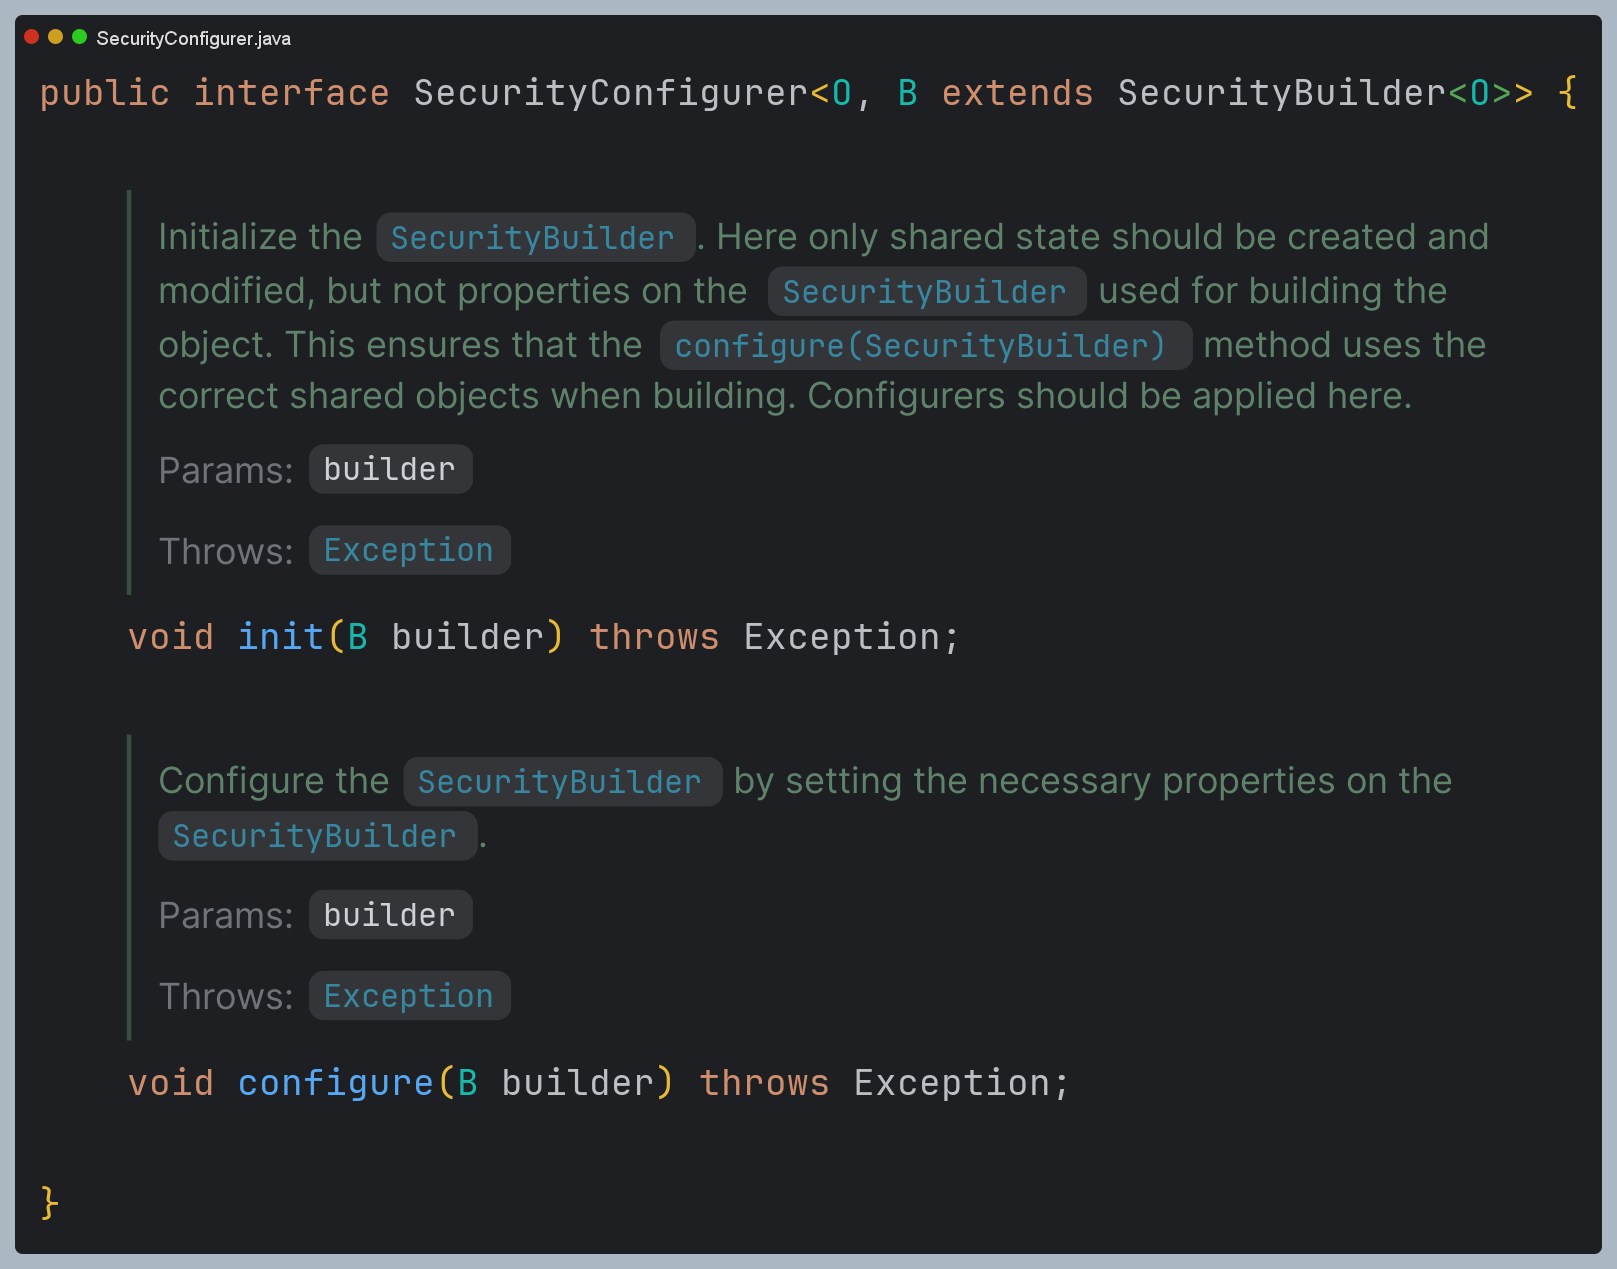 SecurityConfigurer.java
public interface SecurityConfigurer<O, B extends SecurityBuilder<O>> {
Initialize the SecurityBuilder. Here only shared state should be created and
modified, but not properties on the SecurityBuilder used for building the
object. This ensures that the configure(SecurityBuilder) method uses the
correct shared objects when building. Configurers should be applied here.
Params: builder
Throws: Exception
void init(B builder) throws Exception;
Configure the SecurityBuilder by setting the necessary properties on the
SecurityBuilder.
Params: builder
Throws: Exception
void configure(B builder) throws Exception;
}